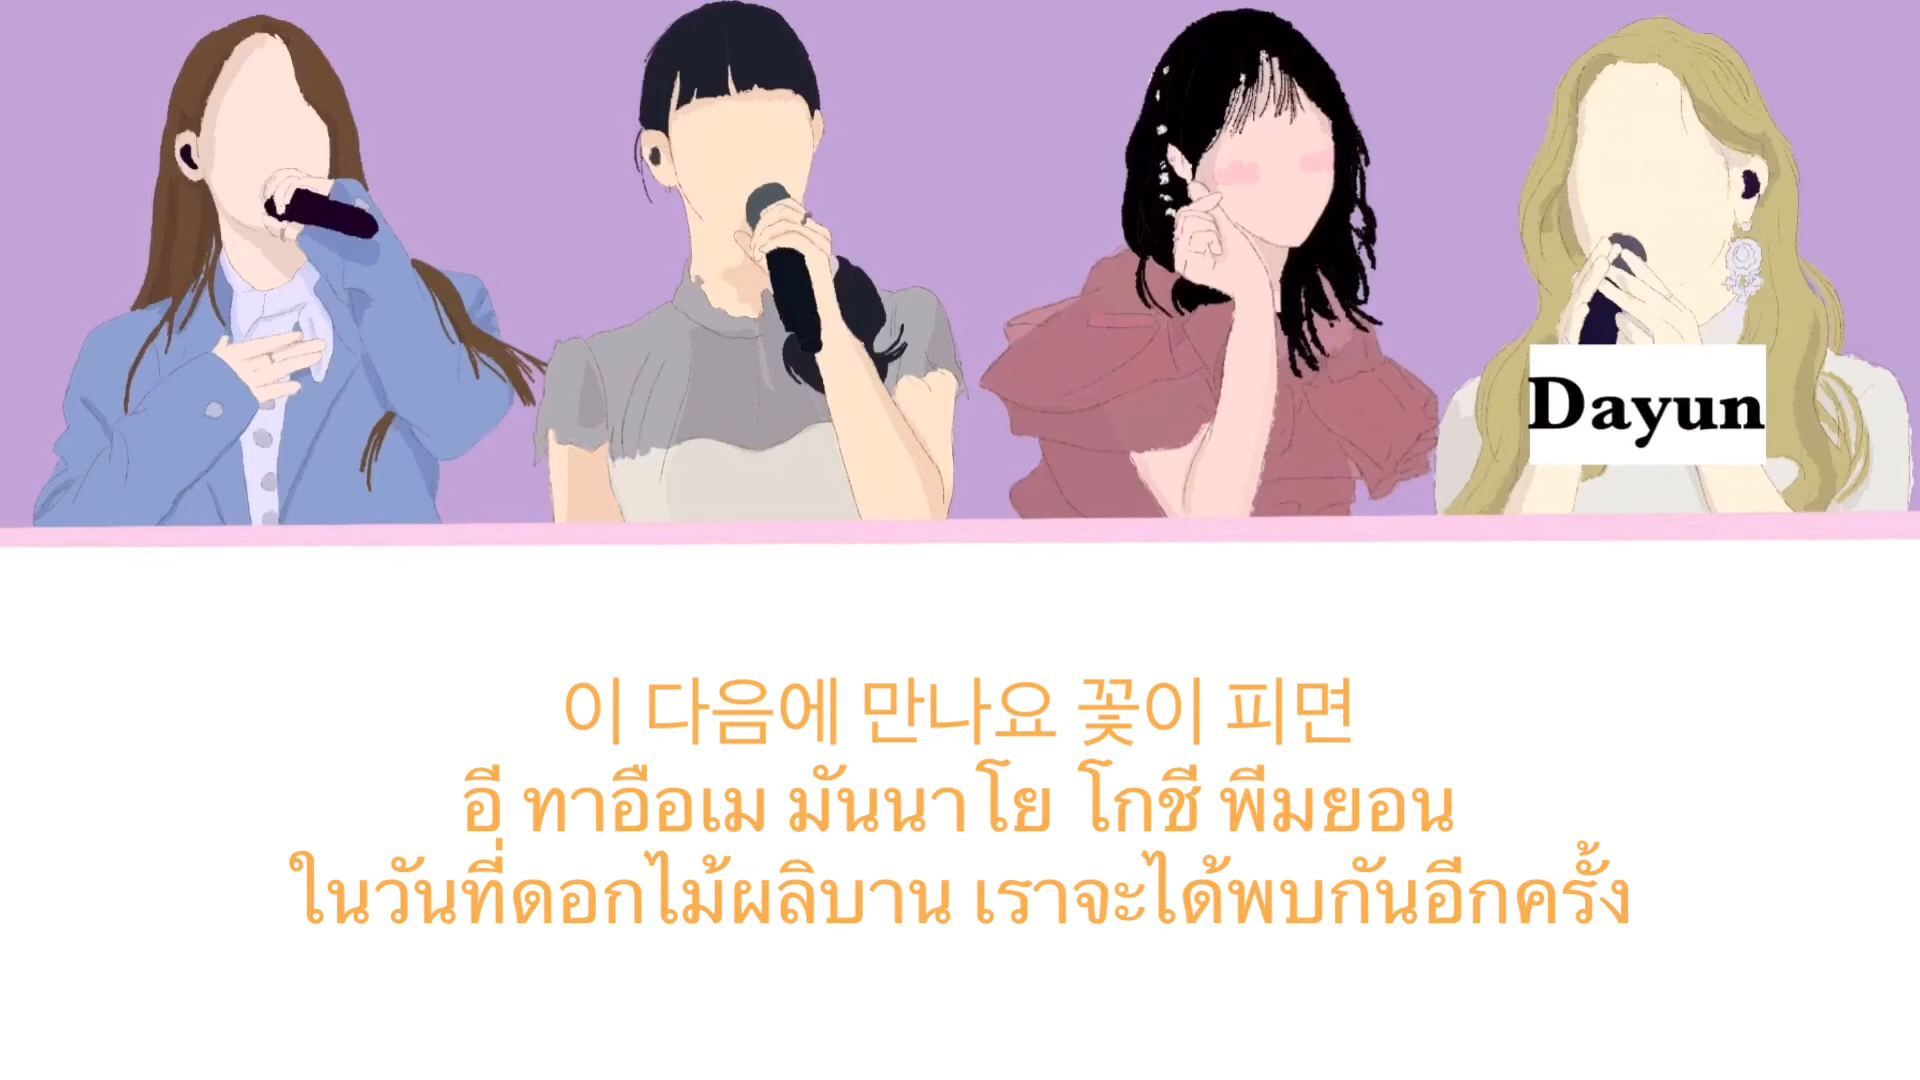 Dayun
이 다음에 만나요 꽃이 피면
อี ทาอือเม มันนาโย โกชี พีมยอน
ในวันที่ดอกไม้ผลิบาน เราจะได้พบกันอีกครั้ง